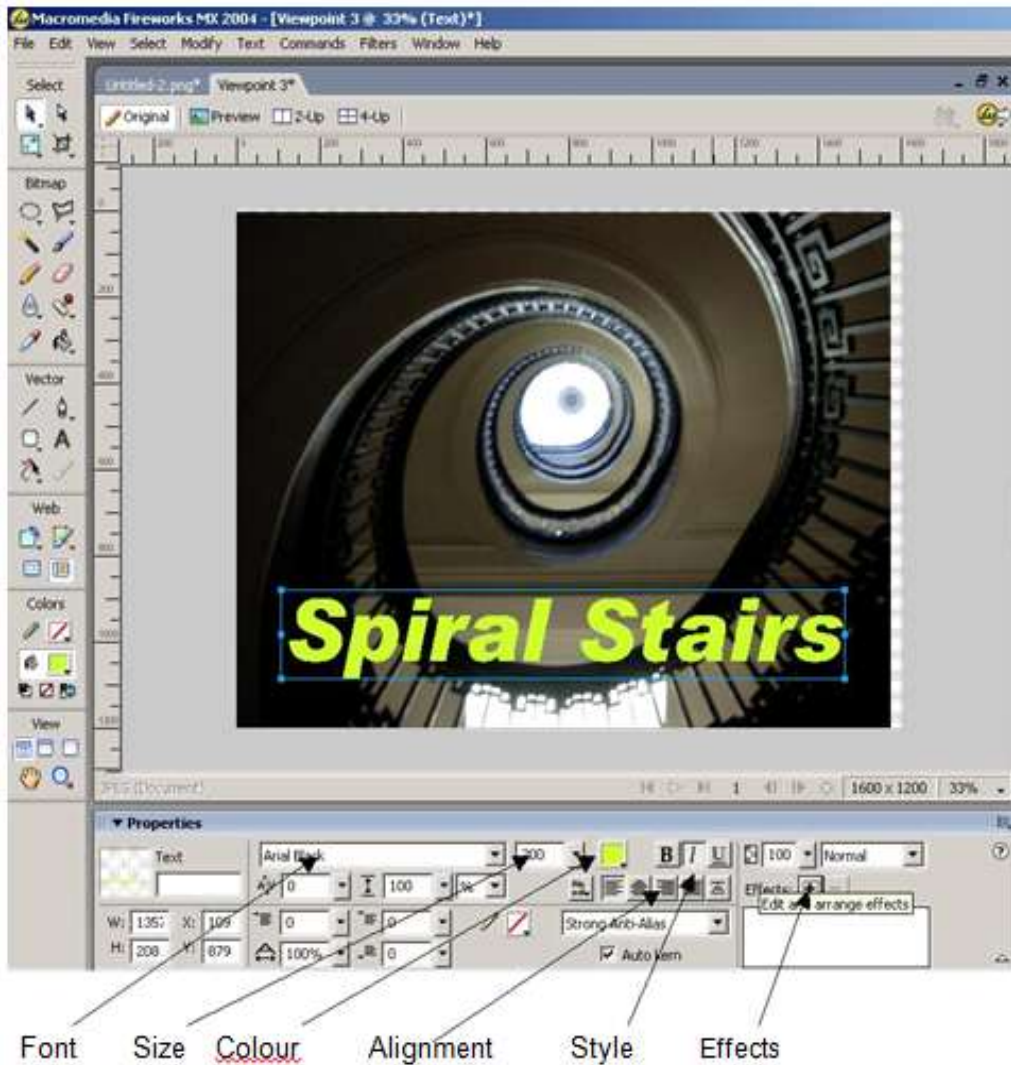 Macromedia Fireworks MX 2004 - [Viewpoint 3 @ 33% (Text)*]
File Edit View Select Modify Text Commands Filters Window Help
Select
Untitled-2.png* Viewpoint 3*
Original Preview 2-Up 4-Up
Bitmap
Vector
Web
Colors
View
Spiral Stairs
JPEG (Document) 1 1600 x 1200 33%
Properties
Text Arial Black 200 B I U 100 Normal
0 100 % Effects:
Edit and arrange effects
W: 1357 X: 109 0 0 Strong Anti-Alias
H: 208 Y: 879 100% 0 Auto Kern
Font Size Colour Alignment Style Effects